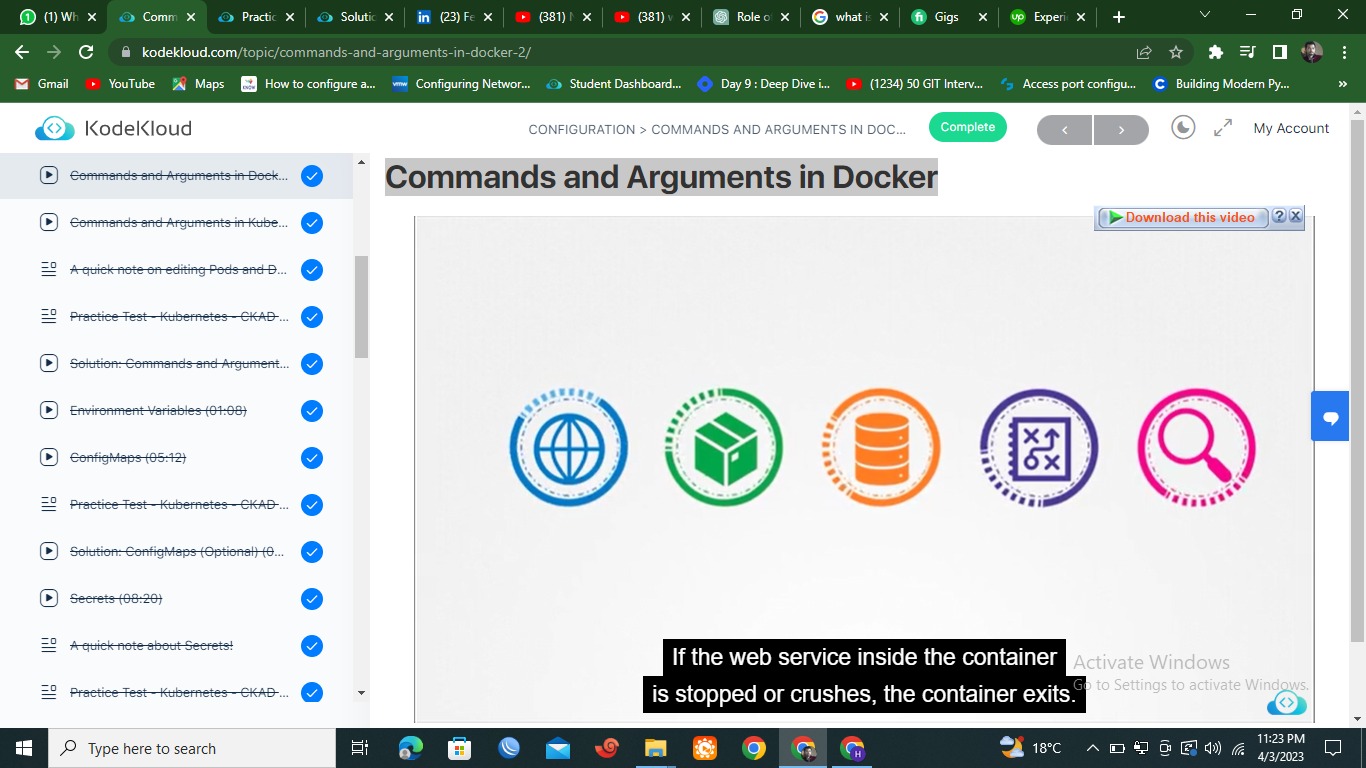 (1) Wh
Comm
Practic
Solutic
(23) Fe
(381) N
(381) w
Role o
what is
Gigs
Experi
kodekloud.com/topic/commands-and-arguments-in-docker-2/
Gmail
YouTube
Maps
How to configure a...
Configuring Networ...
Student Dashboard...
Day 9 : Deep Dive i...
(1234) 50 GIT Interv...
Access port configu...
Building Modern Py...
»
KodeKloud
CONFIGURATION > COMMANDS AND ARGUMENTS IN DOC...
Complete
My Account
Commands and Arguments in Dock...
Commands and Arguments in Kube...
A quick note on editing Pods and D...
Practice Test - Kubernetes - CKAD ...
Solution: Commands and Argument...
Environment Variables (01:08)
ConfigMaps (05:12)
Practice Test - Kubernetes - CKAD ...
Solution: ConfigMaps (Optional) (0...
Secrets (08:20)
A quick note about Secrets!
Practice Test - Kubernetes - CKAD ...
Commands and Arguments in Docker
Download this video
If the web service inside the container
is stopped or crushes, the container exits.
Activate Windows
Go to Settings to activate Windows.
Type here to search
18°C
11:23 PM
4/3/2023